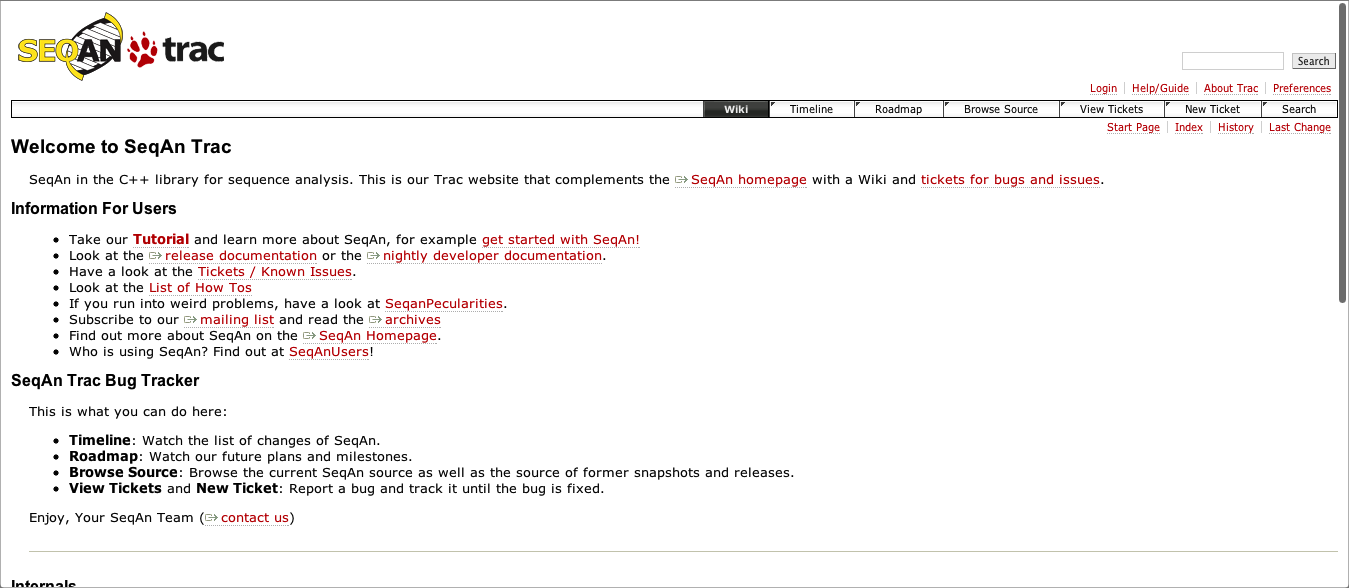 SEQAN trac
Search
Login Help/Guide About Trac Preferences
Wiki Timeline Roadmap Browse Source View Tickets New Ticket Search
Start Page Index History Last Change
Welcome to SeqAn Trac
SeqAn in the C++ library for sequence analysis. This is our Trac website that complements the SeqAn homepage with a Wiki and tickets for bugs and issues.
Information For Users
• Take our Tutorial and learn more about SeqAn, for example get started with SeqAn!
• Look at the release documentation or the nightly developer documentation.
• Have a look at the Tickets / Known Issues.
• Look at the List of How Tos
• If you run into weird problems, have a look at SeqanPecularities.
• Subscribe to our mailing list and read the archives
• Find out more about SeqAn on the SeqAn Homepage.
• Who is using SeqAn? Find out at SeqAnUsers!
SeqAn Trac Bug Tracker
This is what you can do here:
• Timeline: Watch the list of changes of SeqAn.
• Roadmap: Watch our future plans and milestones.
• Browse Source: Browse the current SeqAn source as well as the source of former snapshots and releases.
• View Tickets and New Ticket: Report a bug and track it until the bug is fixed.
Enjoy, Your SeqAn Team (contact us)
Internals